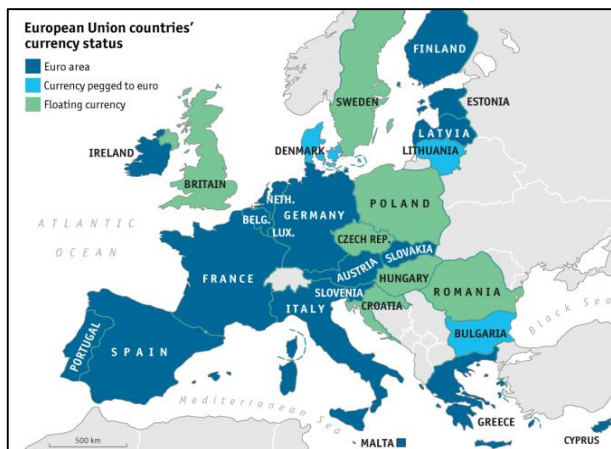 European Union countries'
currency status
Euro area
Currency pegged to euro
Floating currency
FINLAND
SWEDEN
ESTONIA
LATVIA
LITHUANIA
DENMARK
IRELAND
BRITAIN
NETH.
BELG.
LUX.
GERMANY
POLAND
CZECH REP.
SLOVAKIA
AUSTRIA
HUNGARY
ROMANIA
FRANCE
SLOVENIA
CROATIA
ITALY
BULGARIA
PORTUGAL
SPAIN
GREECE
MALTA
CYPRUS
ATLANTIC
OCEAN
Black Sea
Mediterranean Sea
500 km